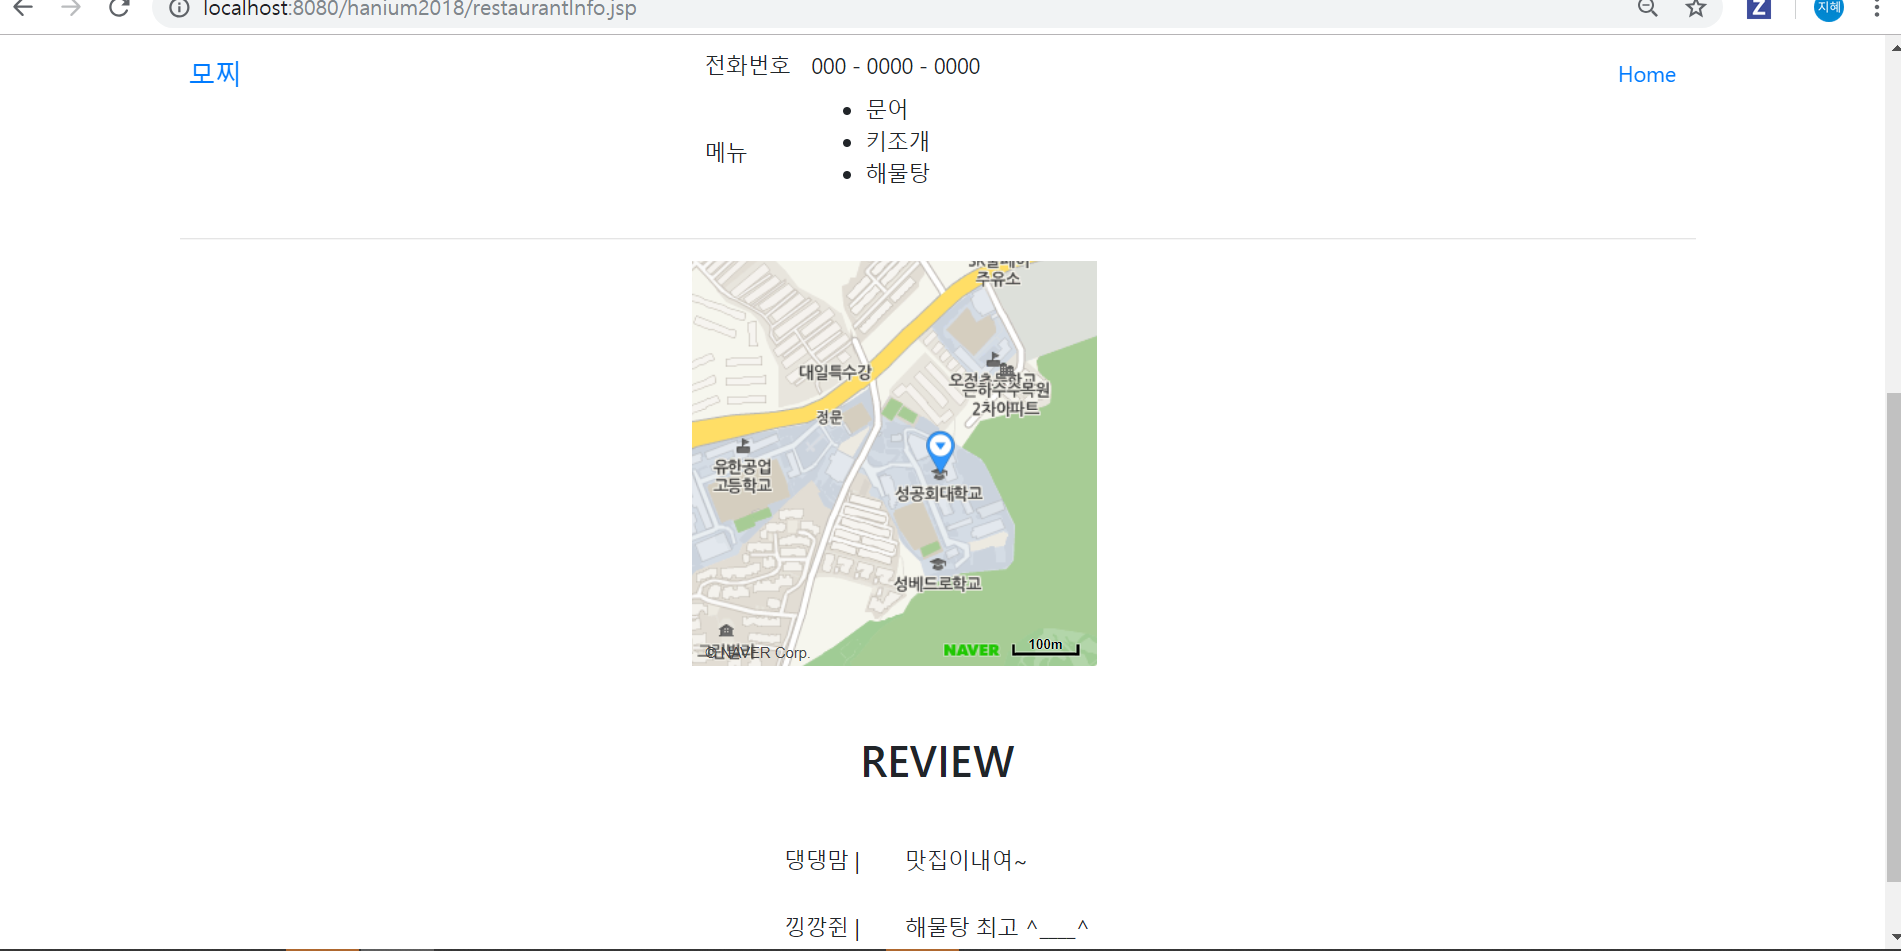 localhost:8080/hanium2018/restaurantInfo.jsp
Z
지혜
모찌
Home
전화번호 000 - 0000 - 0000
메뉴
• 문어
• 키조개
• 해물탕
주유소
대일특수강
오정초등학교
은하수수목원
2차아파트
정문
유한공업
고등학교
성공회대학교
성베드로학교
© NAVER Corp.
NAVER
100m
REVIEW
댕댕맘 | 맛집이내여~
낑깡쥔 | 해물탕 최고 ^____^